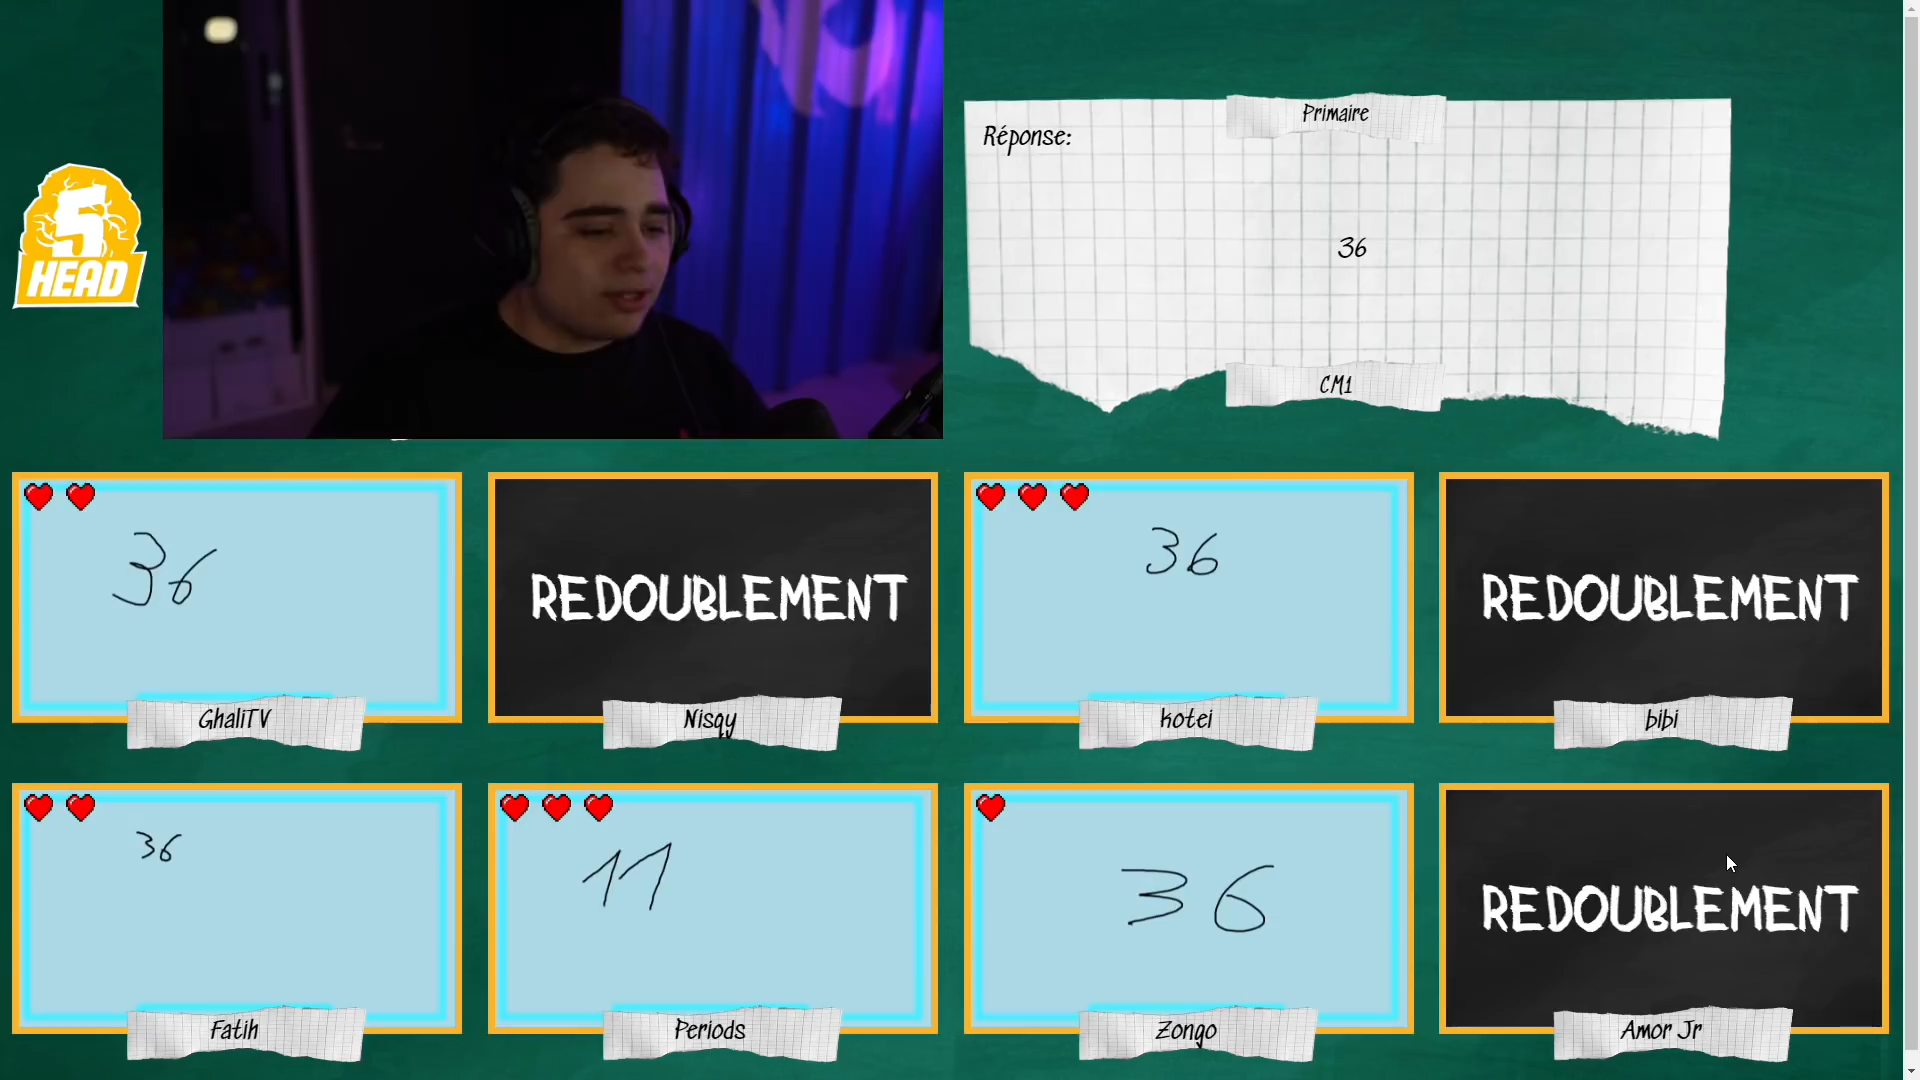 5
HEAD
Primaire
Réponse:
36
CM1
36
REDOUBLEMENT
36
REDOUBLEMENT
GhaliTV
Nisqy
kotei
bibi
36
11
36
REDOUBLEMENT
Fatih
Periods
Zongo
Amor Jr